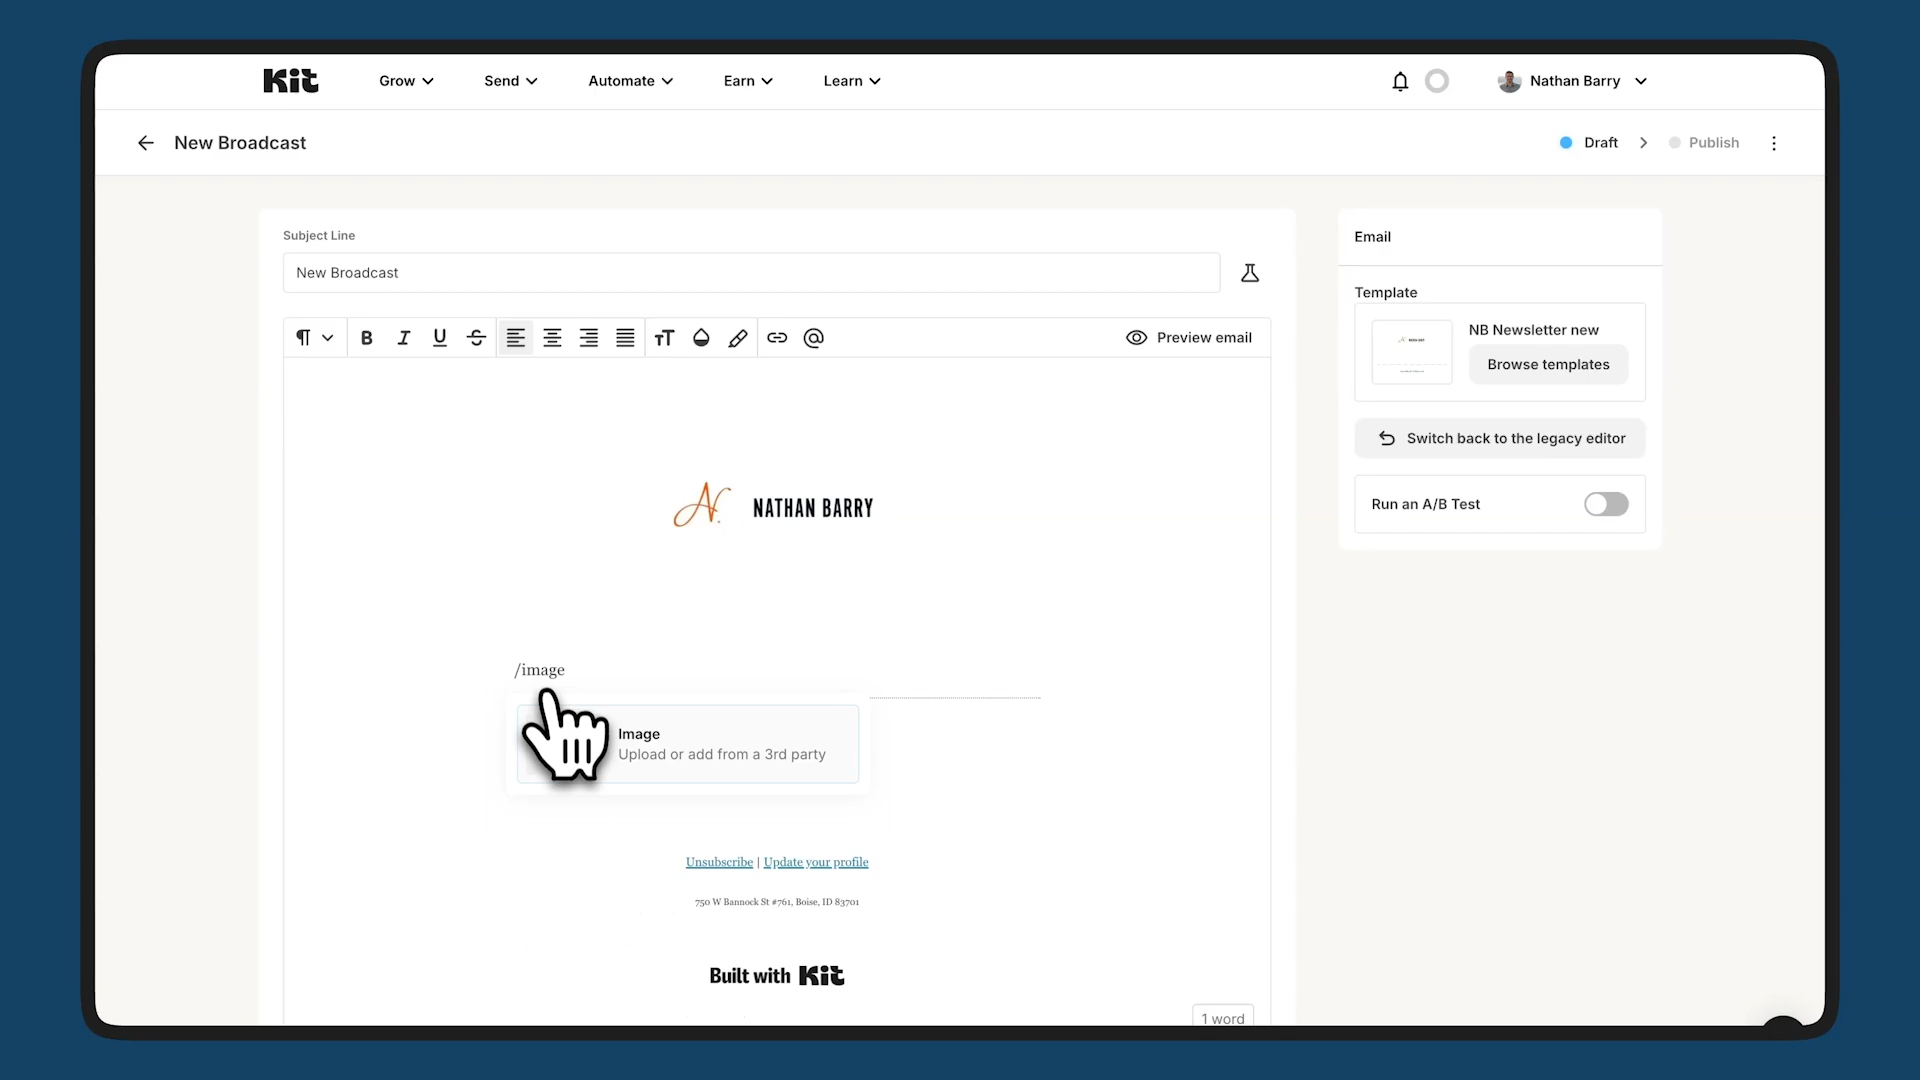 Kit
Grow
Send
Automate
Earn
Learn
Nathan Barry
New Broadcast
Draft
Publish
Subject Line
New Broadcast
Preview email
NATHAN BARRY
/image
Image
Upload or add from a 3rd party
Unsubscribe | Update your profile
750 W Bannock St #761, Boise, ID 83701
Built with Kit
1 word
Email
Template
NB Newsletter new
Browse templates
Switch back to the legacy editor
Run an A/B Test